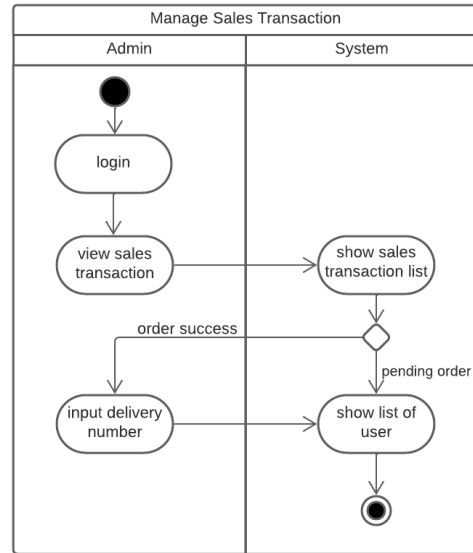 Manage Sales Transaction
Admin
System
login
view sales
transaction
show sales
transaction list
order success
pending order
input delivery
number
show list of
user